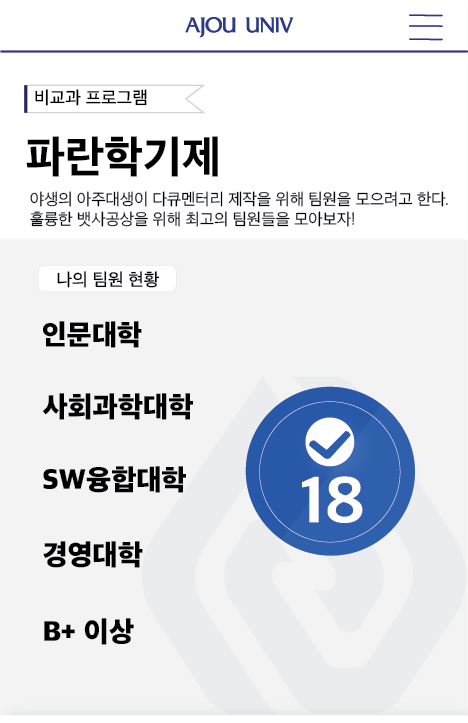 AJOU UNIV
비교과 프로그램
파란학기제
야생의 아주대생이 다큐멘터리 제작을 위해 팀원을 모으려고 한다.
훌륭한 뱃사공상을 위해 최고의 팀원들을 모아보자!
나의 팀원 현황
인문대학
사회과학대학
SW융합대학
18
경영대학
B+ 이상